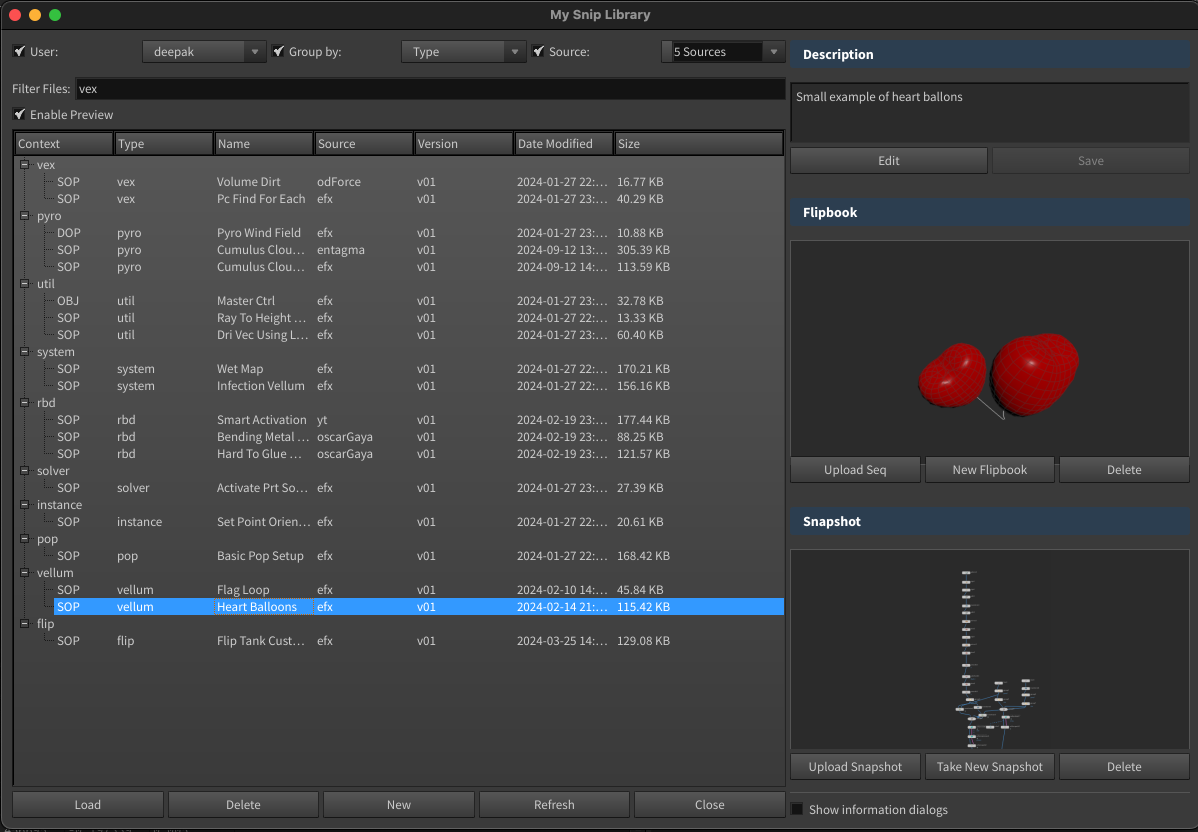 My Snip Library
User: deepak Group by: Type Source: 5 Sources
Filter Files: vex
Enable Preview
Context Type Name Source Version Date Modified Size
vex
SOP vex Volume Dirt odForce v01 2024-01-27 22:... 16.77 KB
SOP vex Pc Find For Each efx v01 2024-01-27 23:... 40.29 KB
pyro
DOP pyro Pyro Wind Field efx v01 2024-01-27 23:... 10.88 KB
SOP pyro Cumulus Clou... entagma v01 2024-09-12 13:... 305.39 KB
SOP pyro Cumulus Clou... efx v01 2024-09-12 14:... 113.59 KB
util
OBJ util Master Ctrl efx v01 2024-01-27 23:... 32.78 KB
SOP util Ray To Height ... efx v01 2024-01-27 22:... 13.33 KB
SOP util Dri Vec Using L... efx v01 2024-01-27 23:... 60.40 KB
system
SOP system Wet Map efx v01 2024-01-27 22:... 170.21 KB
SOP system Infection Vellum efx v01 2024-01-27 22:... 156.16 KB
rbd
SOP rbd Smart Activation yt v01 2024-02-19 23:... 177.44 KB
SOP rbd Bending Metal ... oscarGaya v01 2024-02-19 23:... 88.25 KB
SOP rbd Hard To Glue ... oscarGaya v01 2024-02-19 23:... 121.57 KB
solver
SOP solver Activate Prt So... efx v01 2024-01-27 23:... 27.39 KB
instance
SOP instance Set Point Orien... efx v01 2024-01-27 22:... 20.61 KB
pop
SOP pop Basic Pop Setup efx v01 2024-01-27 22:... 168.42 KB
vellum
SOP vellum Flag Loop efx v01 2024-02-10 14:... 45.84 KB
SOP vellum Heart Balloons efx v01 2024-02-14 21:... 115.42 KB
flip
SOP flip Flip Tank Cust... efx v01 2024-03-25 14:... 129.08 KB
Load Delete New Refresh Close
Description
Small example of heart ballons
Edit Save
Flipbook
Upload Seq New Flipbook Delete
Snapshot
Upload Snapshot Take New Snapshot Delete
Show information dialogs